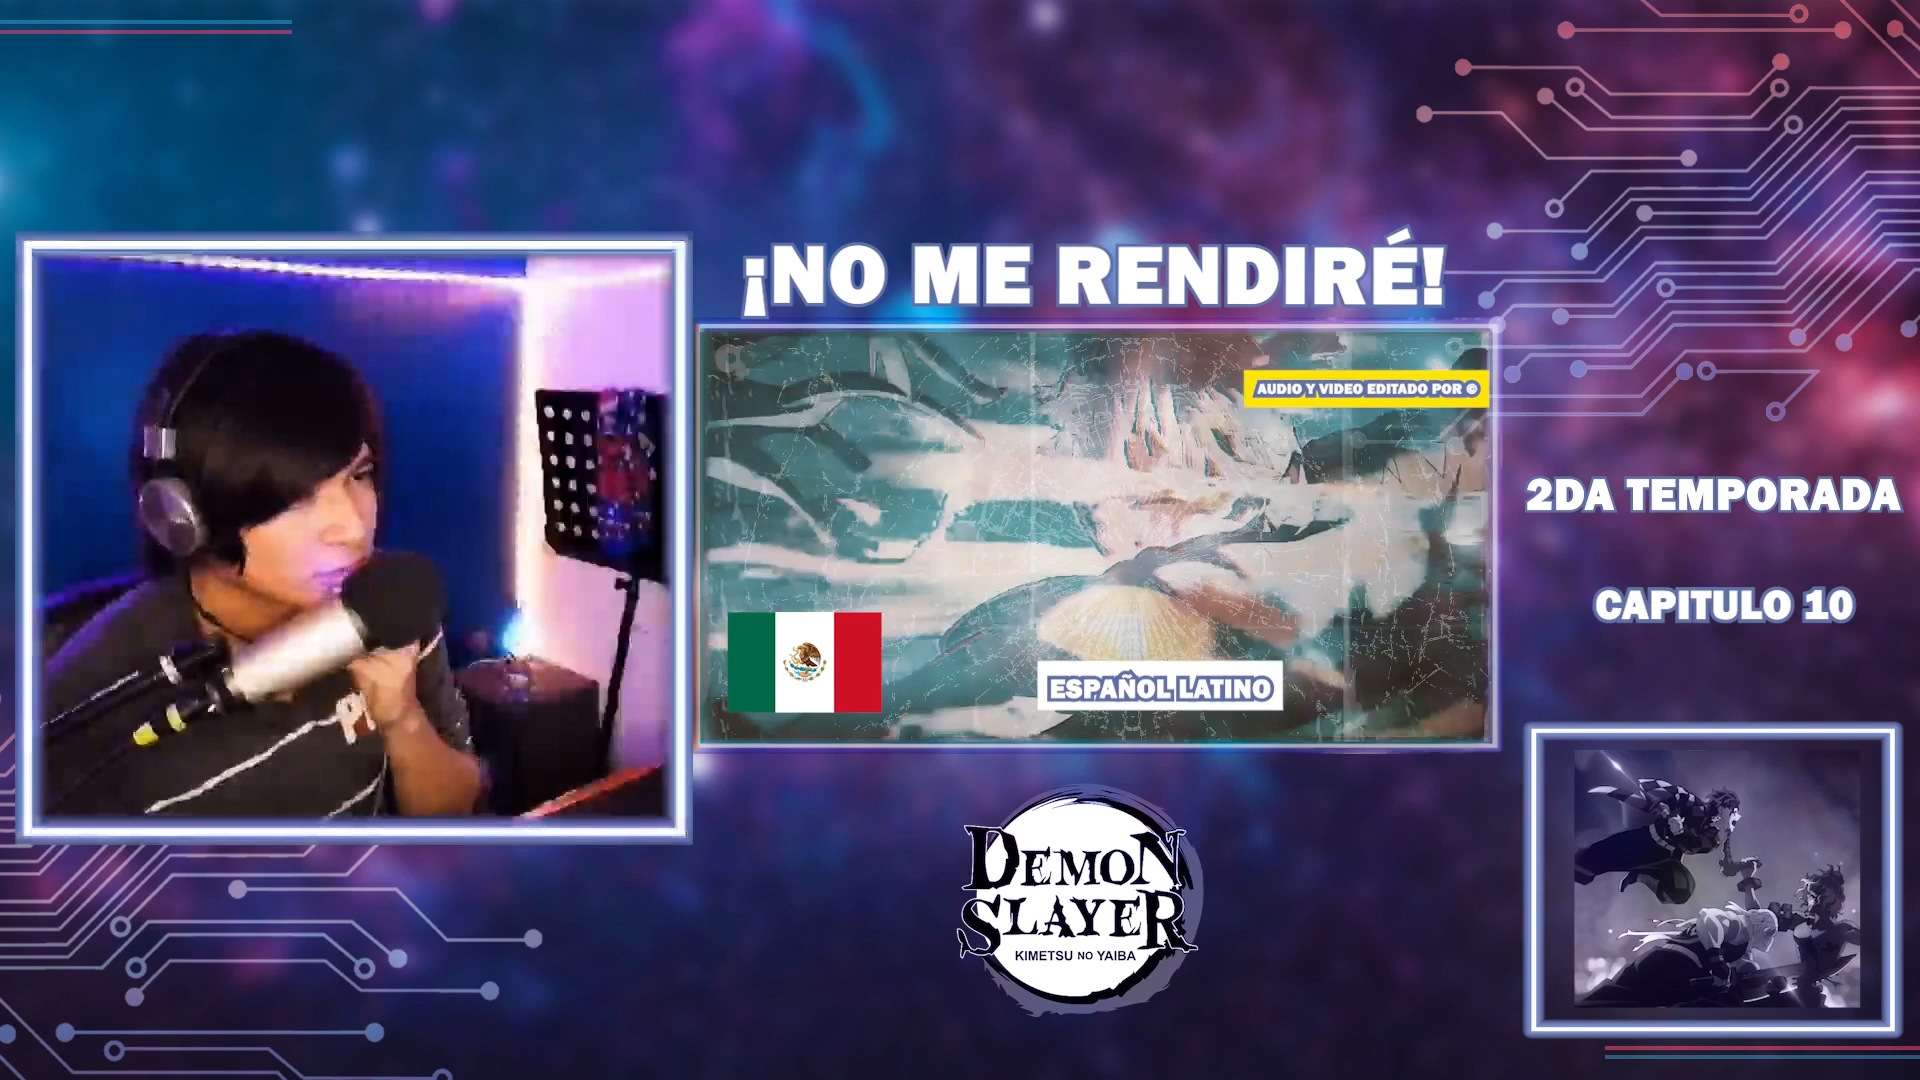 ¡NO ME RENDIRÉ!
AUDIO Y VIDEO EDITADO POR ©
ESPAÑOL LATINO
2DA TEMPORADA
CAPITULO 10
DEMON
SLAYER
KIMETSU NO YAIBA